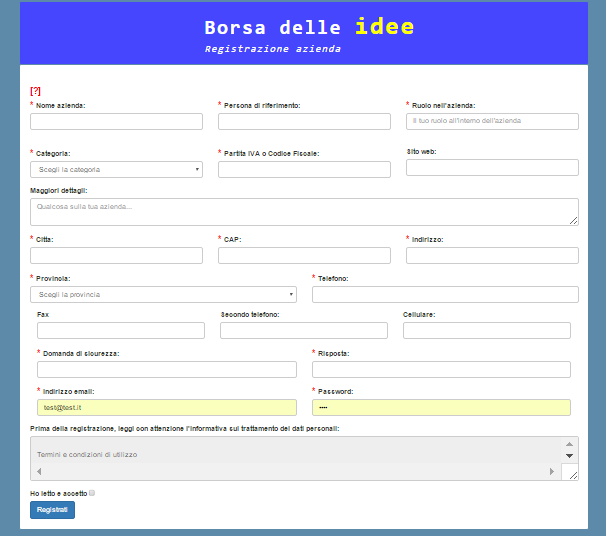 Borsa delle idee
Registrazione azienda
[?]
* Nome azienda: * Persona di riferimento: * Ruolo nell'azienda:
Il tuo ruolo all'interno dell'azienda
* Categoria: * Partita IVA o Codice Fiscale: Sito web:
Scegli la categoria
Maggiori dettagli:
Qualcosa sulla tua azienda...
* Citta: * CAP: * Indirizzo:
* Provincia: * Telefono:
Scegli la provincia
Fax Secondo telefono: Cellulare:
* Domanda di sicurezza: * Risposta:
* Indirizzo email: * Password:
test@test.it ••••
Prima della registrazione, leggi con attenzione l'informativa sul trattamento dei dati personali:
Termini e condizioni di utilizzo
Ho letto e accetto
Registrati